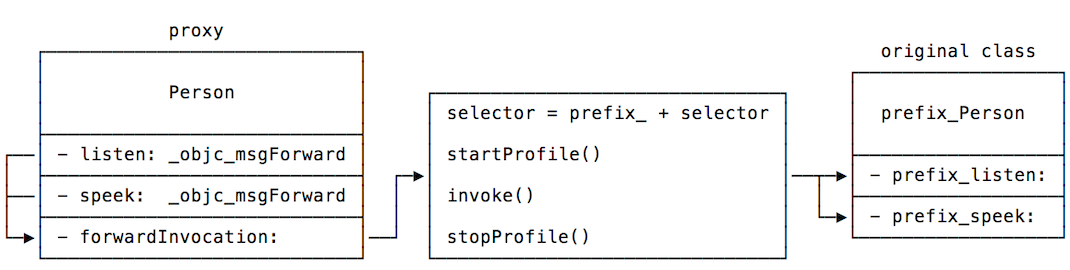 proxy
Person
- listen: _objc_msgForward
- speek: _objc_msgForward
- forwardInvocation:
selector = prefix_ + selector
startProfile()
invoke()
stopProfile()
original class
prefix_Person
- prefix_listen:
- prefix_speek: